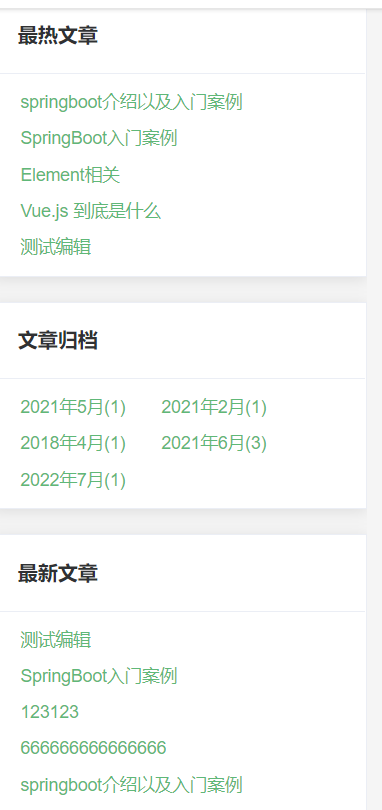 最热文章
springboot介绍以及入门案例
SpringBoot入门案例
Element相关
Vue.js 到底是什么
测试编辑
文章归档
2021年5月(1) 2021年2月(1)
2018年4月(1) 2021年6月(3)
2022年7月(1)
最新文章
测试编辑
SpringBoot入门案例
123123
666666666666666
springboot介绍以及入门案例